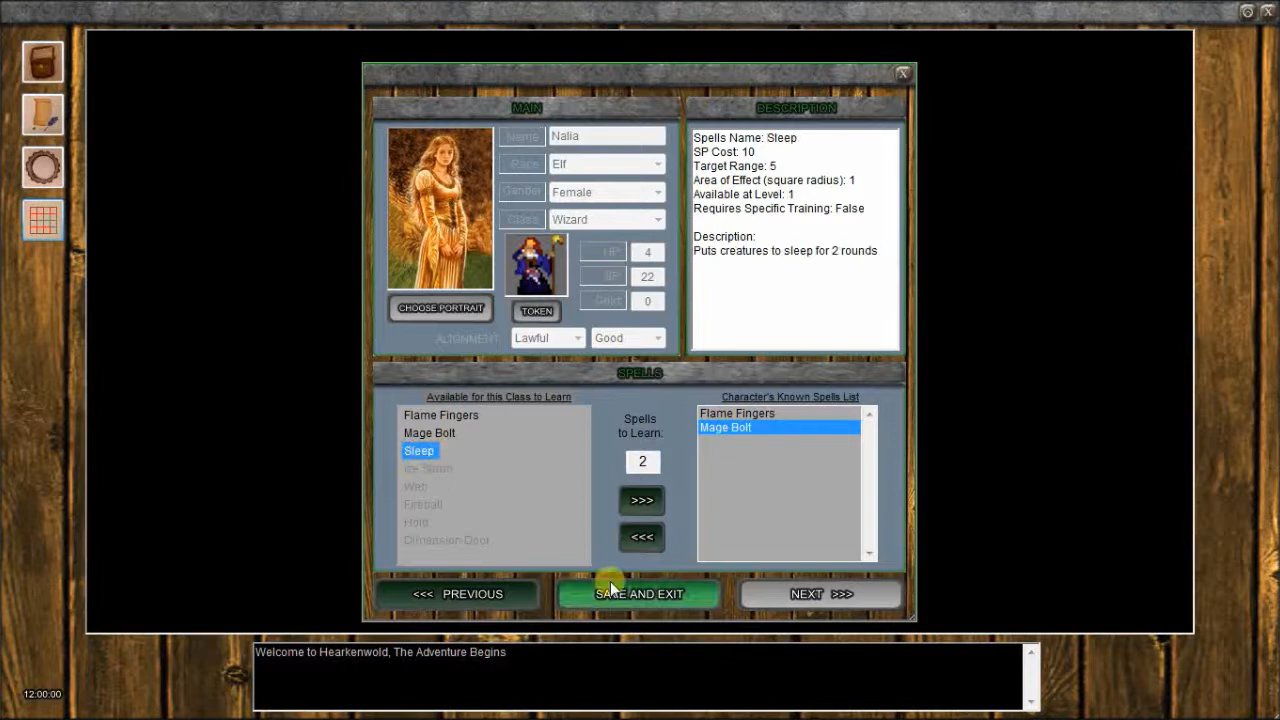 X
X
MAIN
DESCRIPTION
Name
Nalia
Race
Elf
Gender
Female
Class
Wizard
HP
4
SP
22
Gold
0
CHOOSE PORTRAIT
TOKEN
ALIGNMENT
Lawful
Good
Spells Name: Sleep
SP Cost: 10
Target Range: 5
Area of Effect (square radius): 1
Available at Level: 1
Requires Specific Training: False
Description:
Puts creatures to sleep for 2 rounds
SPELLS
Available for this Class to Learn
Flame Fingers
Mage Bolt
Sleep
Ice Storm
Web
Fireball
Hold
Dimension Door
Spells
to Learn:
2
>>>
<<<
Character's Known Spells List
Flame Fingers
Mage Bolt
<<< PREVIOUS
SAVE AND EXIT
NEXT >>>
Welcome to Hearkenwold, The Adventure Begins
12:00:00